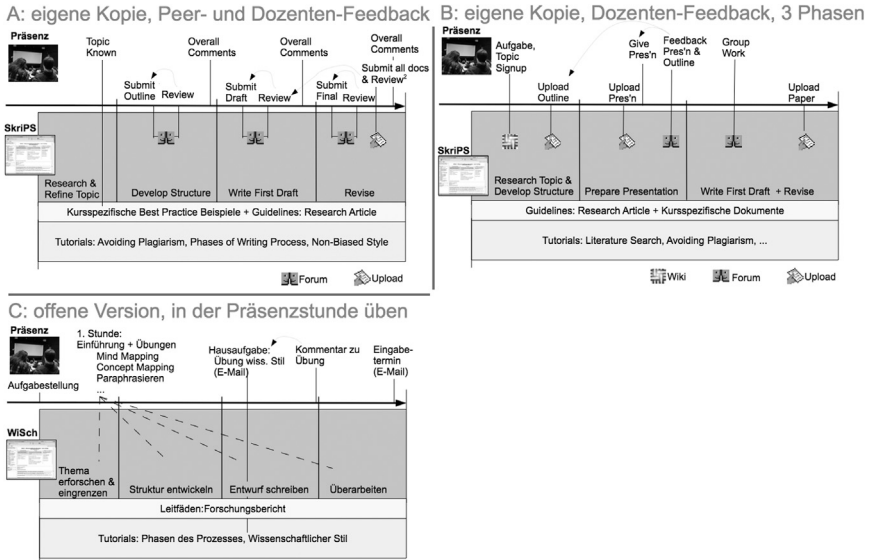 A: eigene Kopie, Peer- und Dozenten-Feedback
Präsenz
Topic
Known
Overall
Comments
Overall
Comments
Overall
Comments
Submit all docs
& Review²
Submit
Outline
Review
Submit
Draft
Review
Submit
Final
Review
SkriPS
Research &
Refine Topic
Develop Structure
Write First Draft
Revise
Kursspezifische Best Practice Beispiele + Guidelines: Research Article
Tutorials: Avoiding Plagiarism, Phases of Writing Process, Non-Biased Style
Forum
Upload
B: eigene Kopie, Dozenten-Feedback, 3 Phasen
Präsenz
Aufgabe,
Topic
Signup
Give
Pres'n
Feedback
Pres'n &
Outline
Group
Work
Upload
Outline
Upload
Pres'n
Upload
Paper
SkriPS
Research Topic &
Develop Structure
Prepare Presentation
Write First Draft + Revise
Guidelines: Research Article + Kursspezifische Dokumente
Tutorials: Literature Search, Avoiding Plagiarism, ...
Wiki
Forum
Upload
C: offene Version, in der Präsenzstunde üben
Präsenz
1. Stunde:
Einführung + Übungen
Mind Mapping
Concept Mapping
Paraphrasieren
...
Hausaufgabe:
Übung wiss. Stil
(E-Mail)
Kommentar zu
Übung
Eingabe-
termin
(E-Mail)
Aufgabestellung
WiSch
Thema
erforschen &
eingrenzen
Struktur entwickeln
Entwurf schreiben
Überarbeiten
Leitfäden:Forschungsbericht
Tutorials: Phasen des Prozesses, Wissenschaftlicher Stil